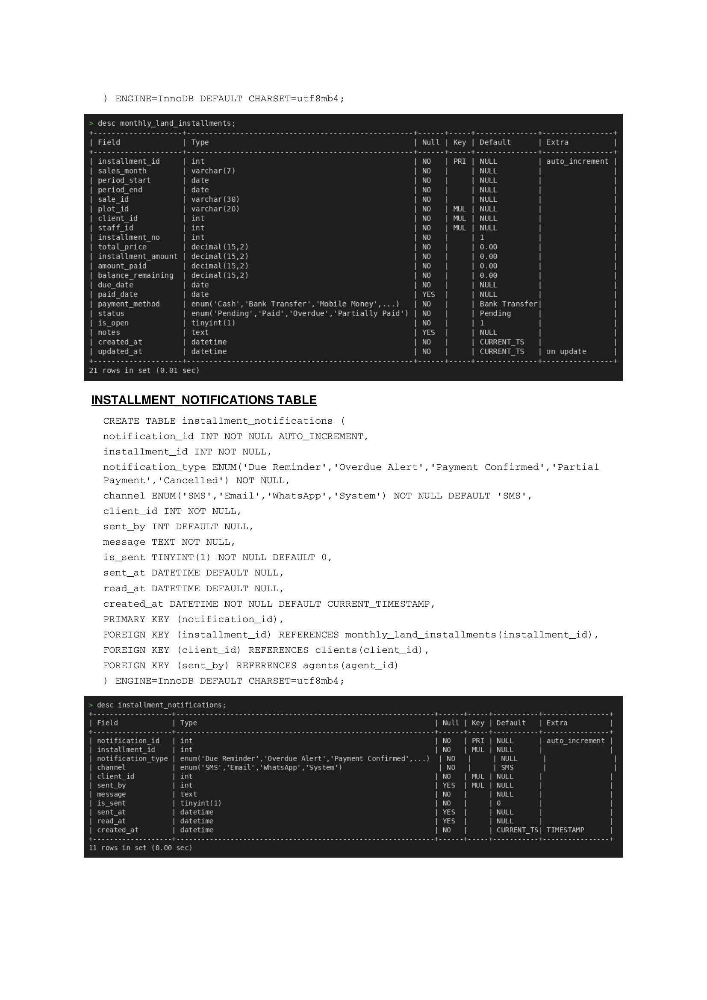 ) ENGINE=InnoDB DEFAULT CHARSET=utf8mb4;
> desc monthly_land_installments;
+--------------------+---------------------------------------------------+------+-----+--------------+----------------+
| Field              | Type                                              | Null | Key | Default      | Extra          |
+--------------------+---------------------------------------------------+------+-----+--------------+----------------+
| installment_id     | int                                               | NO   | PRI | NULL         | auto_increment |
| sales_month        | varchar(7)                                        | NO   |     | NULL         |                |
| period_start       | date                                              | NO   |     | NULL         |                |
| period_end         | date                                              | NO   |     | NULL         |                |
| sale_id            | varchar(30)                                       | NO   |     | NULL         |                |
| plot_id            | varchar(20)                                       | NO   | MUL | NULL         |                |
| client_id          | int                                               | NO   | MUL | NULL         |                |
| staff_id           | int                                               | NO   | MUL | NULL         |                |
| installment_no     | int                                               | NO   |     | 1            |                |
| total_price        | decimal(15,2)                                     | NO   |     | 0.00         |                |
| installment_amount | decimal(15,2)                                     | NO   |     | 0.00         |                |
| amount_paid        | decimal(15,2)                                     | NO   |     | 0.00         |                |
| balance_remaining  | decimal(15,2)                                     | NO   |     | 0.00         |                |
| due_date           | date                                              | NO   |     | NULL         |                |
| paid_date          | date                                              | YES  |     | NULL         |                |
| payment_method     | enum('Cash','Bank Transfer','Mobile Money',...)   | NO   |     | Bank Transfer|                |
| status             | enum('Pending','Paid','Overdue','Partially Paid') | NO   |     | Pending      |                |
| is_open            | tinyint(1)                                        | NO   |     | 1            |                |
| notes              | text                                              | YES  |     | NULL         |                |
| created_at         | datetime                                          | NO   |     | CURRENT_TS   |                |
| updated_at         | datetime                                          | NO   |     | CURRENT_TS   | on update      |
+--------------------+---------------------------------------------------+------+-----+--------------+----------------+
21 rows in set (0.01 sec)
INSTALLMENT_NOTIFICATIONS TABLE
CREATE TABLE installment_notifications (
notification_id INT NOT NULL AUTO_INCREMENT,
installment_id INT NOT NULL,
notification_type ENUM('Due Reminder','Overdue Alert','Payment Confirmed','Partial
Payment','Cancelled') NOT NULL,
channel ENUM('SMS','Email','WhatsApp','System') NOT NULL DEFAULT 'SMS',
client_id INT NOT NULL,
sent_by INT DEFAULT NULL,
message TEXT NOT NULL,
is_sent TINYINT(1) NOT NULL DEFAULT 0,
sent_at DATETIME DEFAULT NULL,
read_at DATETIME DEFAULT NULL,
created_at DATETIME NOT NULL DEFAULT CURRENT_TIMESTAMP,
PRIMARY KEY (notification_id),
FOREIGN KEY (installment_id) REFERENCES monthly_land_installments(installment_id),
FOREIGN KEY (client_id) REFERENCES clients(client_id),
FOREIGN KEY (sent_by) REFERENCES agents(agent_id)
) ENGINE=InnoDB DEFAULT CHARSET=utf8mb4;
> desc installment_notifications;
+-------------------+--------------------------------------------------------------+------+-----+-----------+----------------+
| Field             | Type                                                         | Null | Key | Default   | Extra          |
+-------------------+--------------------------------------------------------------+------+-----+-----------+----------------+
| notification_id   | int                                                          | NO   | PRI | NULL      | auto_increment |
| installment_id    | int                                                          | NO   | MUL | NULL      |                |
| notification_type | enum('Due Reminder','Overdue Alert','Payment Confirmed',...)  | NO   |     | NULL      |                |
| channel           | enum('SMS','Email','WhatsApp','System')                       | NO   |     | SMS       |                |
| client_id         | int                                                          | NO   | MUL | NULL      |                |
| sent_by           | int                                                          | YES  | MUL | NULL      |                |
| message           | text                                                         | NO   |     | NULL      |                |
| is_sent           | tinyint(1)                                                   | NO   |     | 0         |                |
| sent_at           | datetime                                                     | YES  |     | NULL      |                |
| read_at           | datetime                                                     | YES  |     | NULL      |                |
| created_at        | datetime                                                     | NO   |     | CURRENT_TS| TIMESTAMP      |
+-------------------+--------------------------------------------------------------+------+-----+-----------+----------------+
11 rows in set (0.00 sec)